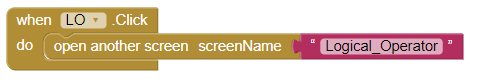 when LO .Click
do open another screen screenName " Logical_Operator "